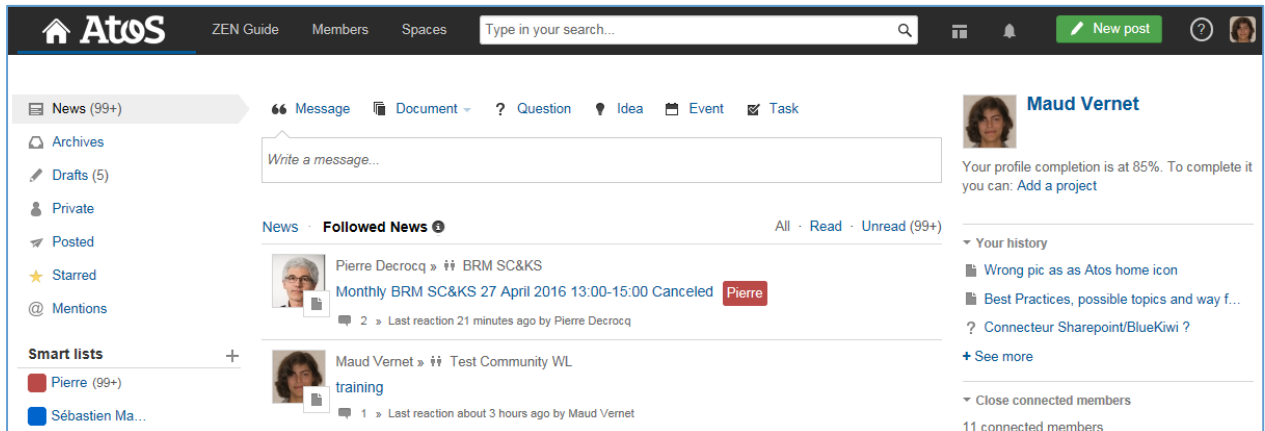 AtoS ZEN Guide Members Spaces Type in your search... New post ?
News (99+)
Archives
Drafts (5)
Private
Posted
Starred
@ Mentions
Smart lists +
Pierre (99+)
Sébastien Ma...
Message Document ? Question Idea Event Task
Write a message...
News · Followed News All · Read · Unread (99+)
Pierre Decrocq » BRM SC&KS
Monthly BRM SC&KS 27 April 2016 13:00-15:00 Canceled Pierre
2 » Last reaction 21 minutes ago by Pierre Decrocq
Maud Vernet » Test Community WL
training
1 » Last reaction about 3 hours ago by Maud Vernet
Maud Vernet
Your profile completion is at 85%. To complete it
you can: Add a project
Your history
Wrong pic as as Atos home icon
Best Practices, possible topics and way f...
? Connecteur Sharepoint/BlueKiwi ?
+ See more
Close connected members
11 connected members